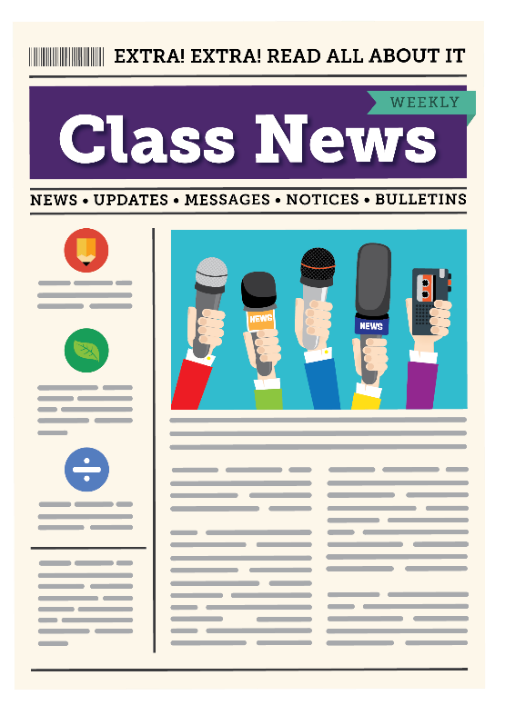 EXTRA! EXTRA! READ ALL ABOUT IT
WEEKLY
Class News
NEWS • UPDATES • MESSAGES • NOTICES • BULLETINS
NEWS
NEWS